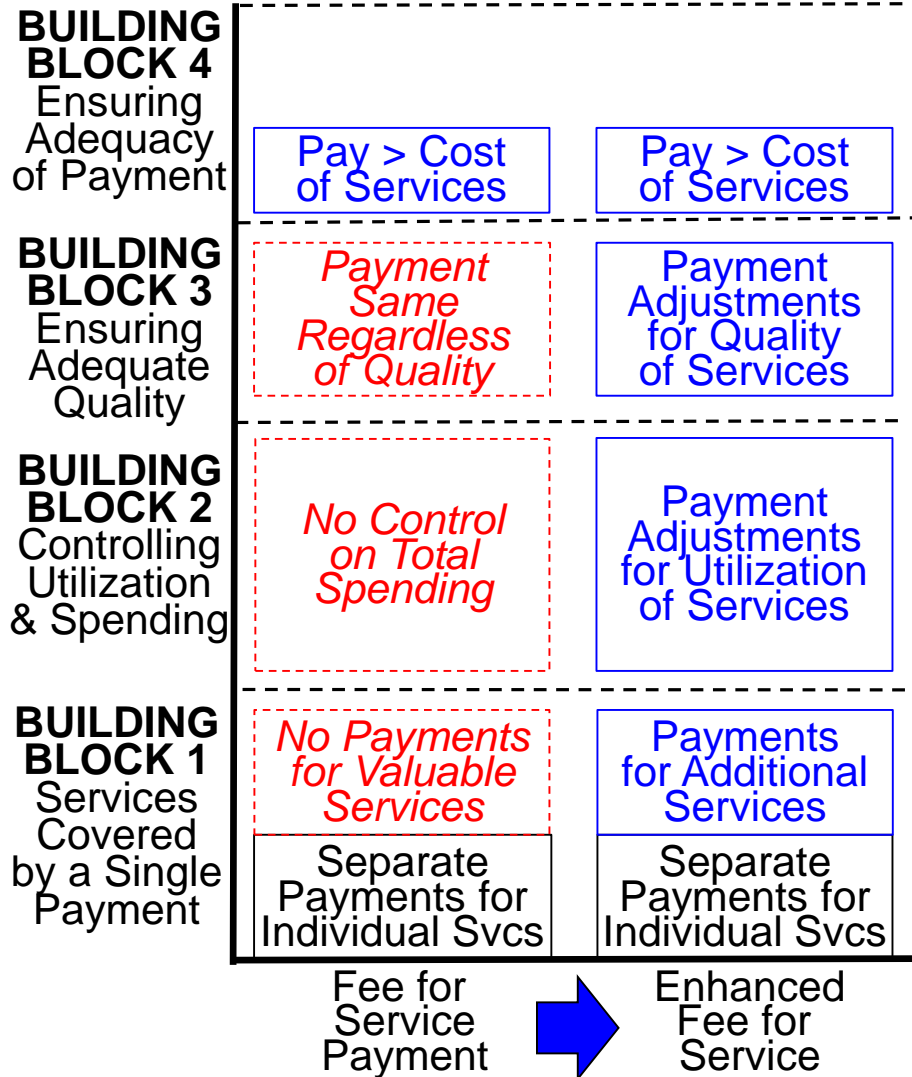 BUILDING
BLOCK 4
Ensuring
Adequacy
of Payment
Pay > Cost
of Services
Pay > Cost
of Services
BUILDING
BLOCK 3
Ensuring
Adequate
Quality
Payment
Same
Regardless
of Quality
Payment
Adjustments
for Quality
of Services
BUILDING
BLOCK 2
Controlling
Utilization
& Spending
No Control
on Total
Spending
Payment
Adjustments
for Utilization
of Services
BUILDING
BLOCK 1
Services
Covered
by a Single
Payment
No Payments
for Valuable
Services
Separate
Payments for
Individual Svcs
Payments
for Additional
Services
Separate
Payments for
Individual Svcs
Fee for
Service
Payment
Enhanced
Fee for
Service